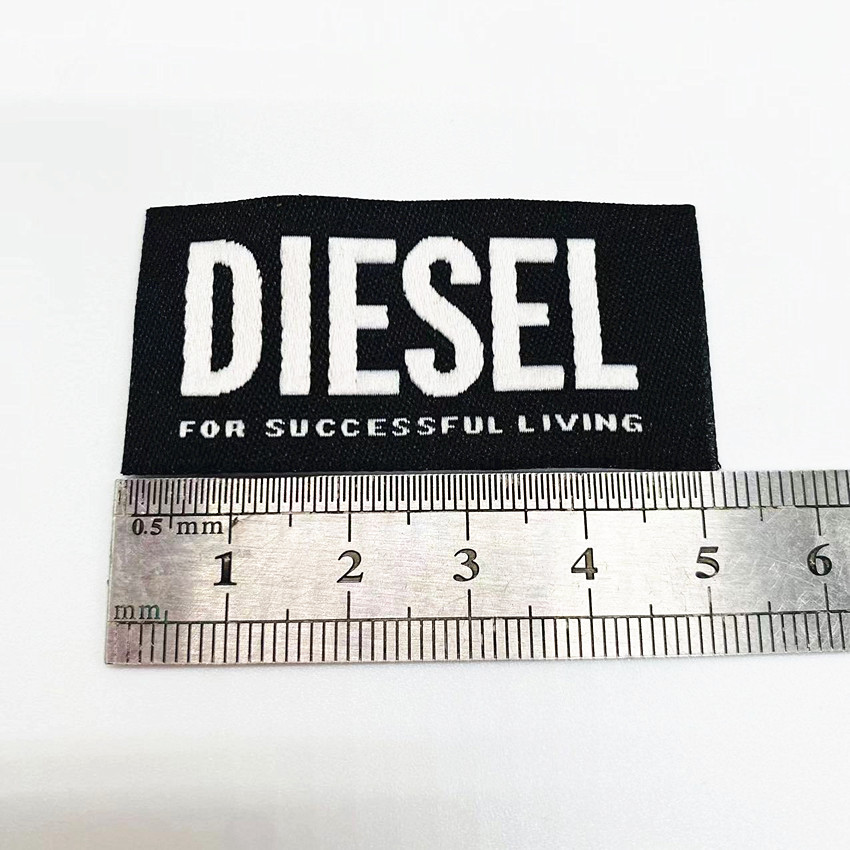 DIESEL
FOR SUCCESSFUL LIVING
0.5 mm
1 2 3 4 5 6
mm